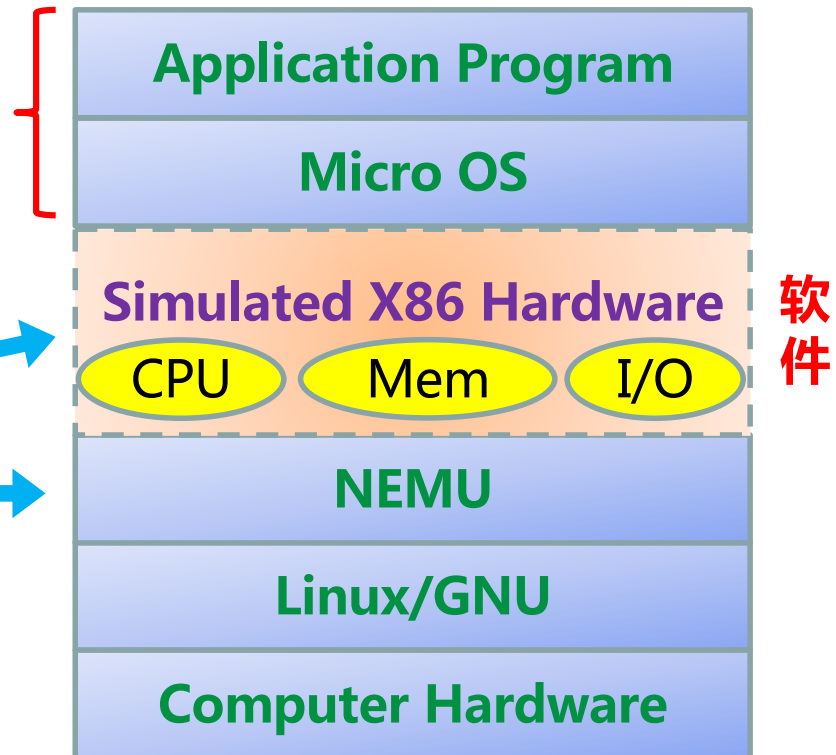 Application Program
Micro OS
Simulated X86 Hardware
CPU Mem I/O
软
件
NEMU
Linux/GNU
Computer Hardware